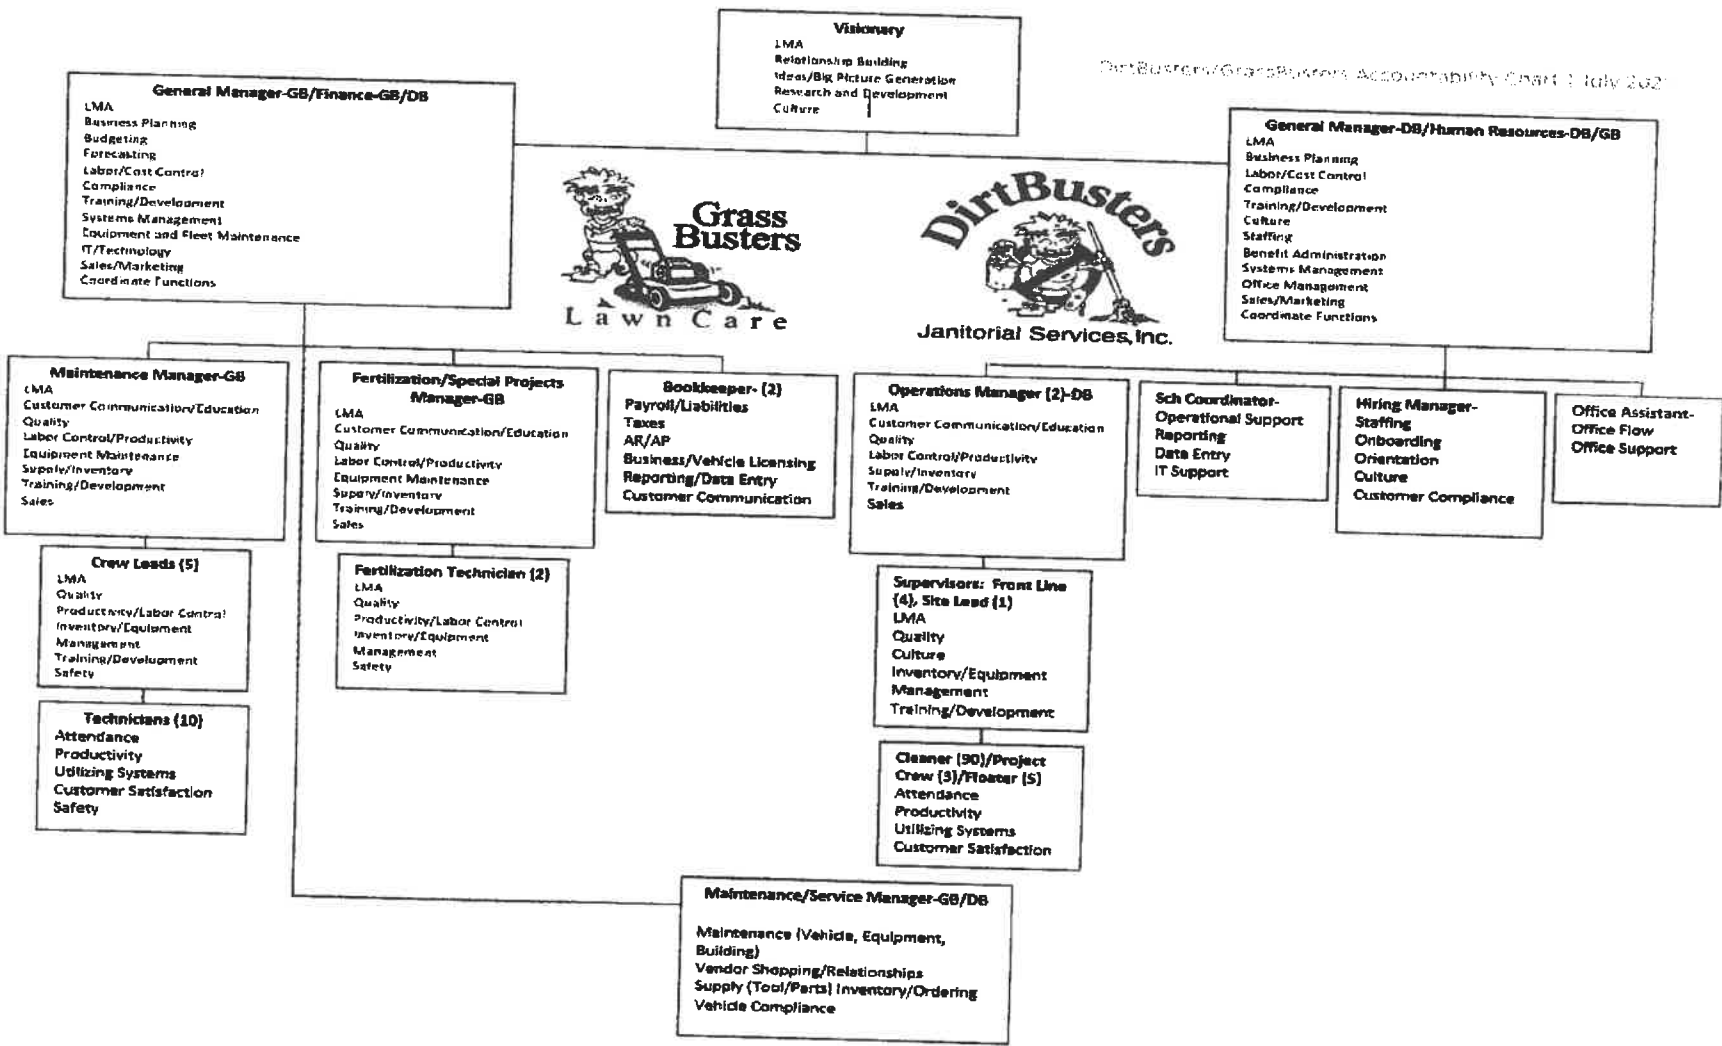 Visionary
LMA
Relationship Building
Ideas/Big Picture Generation
Research and Development
Culture
DirtBusters/GrassBusters Accountability Chart 1 July 202
General Manager-GB/Finance-GB/DB
LMA
Business Planning
Budgeting
Forecasting
Labor/Cost Control
Compliance
Training/Development
Systems Management
Equipment and Fleet Maintenance
IT/Technology
Sales/Marketing
Coordinate Functions
Grass
Busters
Lawn Care
DirtBusters
Janitorial Services, Inc.
General Manager-DB/Human Resources-DB/GB
LMA
Business Planning
Labor/Cost Control
Compliance
Training/Development
Culture
Staffing
Benefit Administration
Systems Management
Office Management
Sales/Marketing
Coordinate Functions
Maintenance Manager-GB
LMA
Customer Communication/Education
Quality
Labor Control/Productivity
Equipment Maintenance
Supply/Inventory
Training/Development
Sales
Fertilization/Special Projects
Manager-GB
LMA
Customer Communication/Education
Quality
Labor Control/Productivity
Equipment Maintenance
Supply/Inventory
Training/Development
Sales
Bookkeeper- (2)
Payroll/Liabilities
Taxes
AR/AP
Business/Vehicle Licensing
Reporting/Data Entry
Customer Communication
Operations Manager (2)-DB
LMA
Customer Communication/Education
Quality
Labor Control/Productivity
Supply/Inventory
Training/Development
Sales
Sch Coordinator-
Operational Support
Reporting
Data Entry
IT Support
Hiring Manager-
Staffing
Onboarding
Orientation
Culture
Customer Compliance
Office Assistant-
Office Flow
Office Support
Crew Leads (5)
LMA
Quality
Productivity/Labor Control
Inventory/Equipment
Management
Training/Development
Safety
Fertilization Technician (2)
LMA
Quality
Productivity/Labor Control
Inventory/Equipment
Management
Safety
Supervisors: Front Line
(4), Site Lead (1)
LMA
Quality
Culture
Inventory/Equipment
Management
Training/Development
Technicians (10)
Attendance
Productivity
Utilizing Systems
Customer Satisfaction
Safety
Cleaner (90)/Project
Crew (3)/Floater (5)
Attendance
Productivity
Utilizing Systems
Customer Satisfaction
Maintenance/Service Manager-GB/DB
Maintenance (Vehicle, Equipment,
Building)
Vendor Shopping/Relationships
Supply (Tool/Parts) Inventory/Ordering
Vehicle Compliance